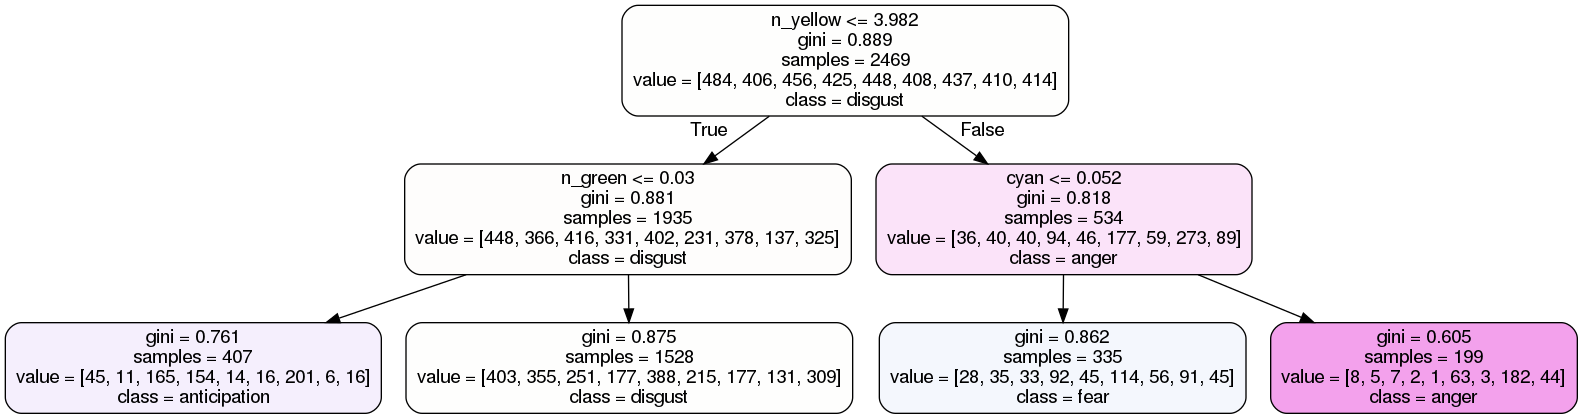 n_yellow <= 3.982
gini = 0.889
samples = 2469
value = [484, 406, 456, 425, 448, 408, 437, 410, 414]
class = disgust
True
False
n_green <= 0.03
gini = 0.881
samples = 1935
value = [448, 366, 416, 331, 402, 231, 378, 137, 325]
class = disgust
cyan <= 0.052
gini = 0.818
samples = 534
value = [36, 40, 40, 94, 46, 177, 59, 273, 89]
class = anger
gini = 0.761
samples = 407
value = [45, 11, 165, 154, 14, 16, 201, 6, 16]
class = anticipation
gini = 0.875
samples = 1528
value = [403, 355, 251, 177, 388, 215, 177, 131, 309]
class = disgust
gini = 0.862
samples = 335
value = [28, 35, 33, 92, 45, 114, 56, 91, 45]
class = fear
gini = 0.605
samples = 199
value = [8, 5, 7, 2, 1, 63, 3, 182, 44]
class = anger